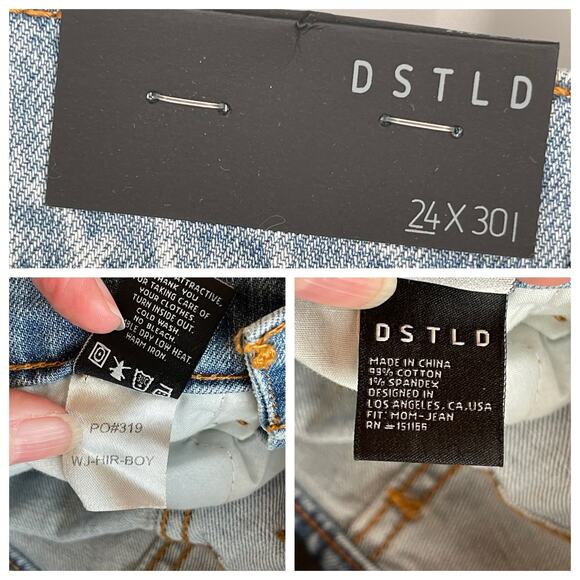 DSTLD
24 X 30
ATTRACTIVE,
THANK YOU
FOR TAKING CARE OF
YOUR CLOTHES.
TURN INSIDE OUT.
COLD WASH
NO BLEACH.
DRY LOW HEAT.
WARM IRON.
PO#319
WJ-HIR-BOY
DSTLD
MADE IN CHINA
99% COTTON
1% SPANDEX
DESIGNED IN
LOS ANGELES, CA.USA
FIT: MOM-JEAN
RN #151166